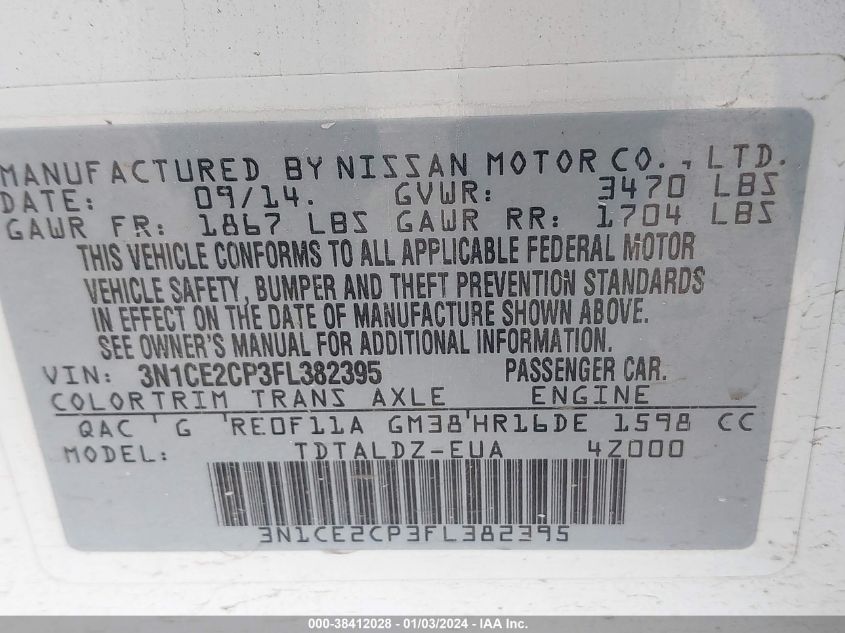 MANUFACTURED BY NISSAN MOTOR CO., LTD.
DATE: 09/14. GVWR: 3470 LBS
GAWR FR: 1867 LBS GAWR RR: 1704 LBS
THIS VEHICLE CONFORMS TO ALL APPLICABLE FEDERAL MOTOR
VEHICLE SAFETY, BUMPER AND THEFT PREVENTION STANDARDS
IN EFFECT ON THE DATE OF MANUFACTURE SHOWN ABOVE.
SEE OWNER'S MANUAL FOR ADDITIONAL INFORMATION.
VIN: 3N1CE2CP3FL382395 PASSENGER CAR.
COLOR TRIM TRANS AXLE ENGINE
QAC G RE0F11A GM38 HR16DE 1598 CC
MODEL: TDTALDZ-EUA 4Z000
3N1CE2CP3FL382395
000-38412028 - 01/03/2024 - IAA Inc.